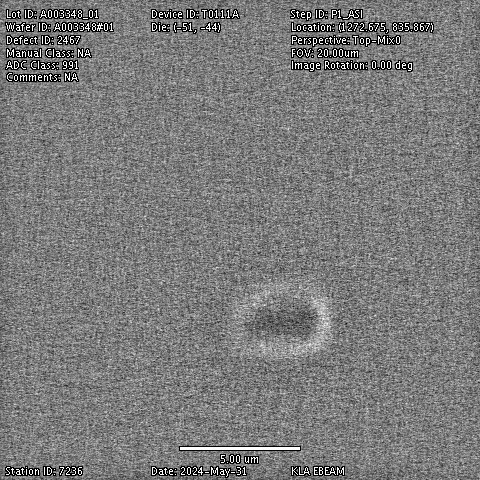 Lot ID: A003348_01
Wafer ID: A003348#01
Defect ID: 2467
Manual Class: NA
ADC Class: 991
Comments: NA
Device ID: T0111A
Die: (-51, -44)
Step ID: P1_ASI
Location: (1272.675, 835.867)
Perspective: Top-Mix0
FOV: 20.00um
Image Rotation: 0.00 deg
5.00 um
Station ID: 7236
Date: 2024-May-31
KLA EBEAM